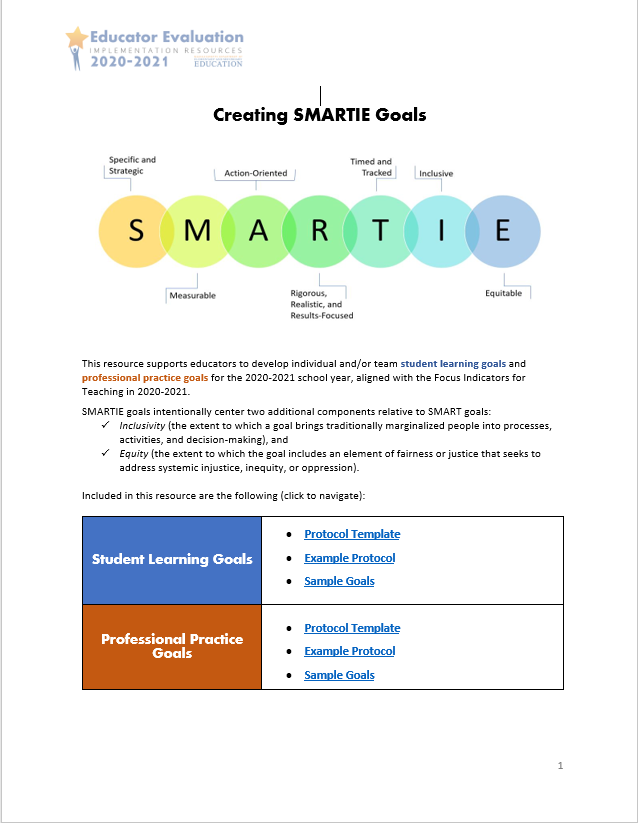 Educator Evaluation
IMPLEMENTATION RESOURCES
2020-2021
EDUCATION
Creating SMARTIE Goals
Specific and
Strategic
Action-Oriented
Timed and
Tracked
Inclusive
S M A R T I E
Measurable
Rigorous,
Realistic, and
Results-Focused
Equitable
This resource supports educators to develop individual and/or team student learning goals and
professional practice goals for the 2020-2021 school year, aligned with the Focus Indicators for
Teaching in 2020-2021.
SMARTIE goals intentionally center two additional components relative to SMART goals:
✓ Inclusivity (the extent to which a goal brings traditionally marginalized people into processes,
activities, and decision-making), and
✓ Equity (the extent to which the goal includes an element of fairness or justice that seeks to
address systemic injustice, inequity, or oppression).
Included in this resource are the following (click to navigate):
Student Learning Goals
• Protocol Template
• Example Protocol
• Sample Goals
Professional Practice
Goals
• Protocol Template
• Example Protocol
• Sample Goals
1